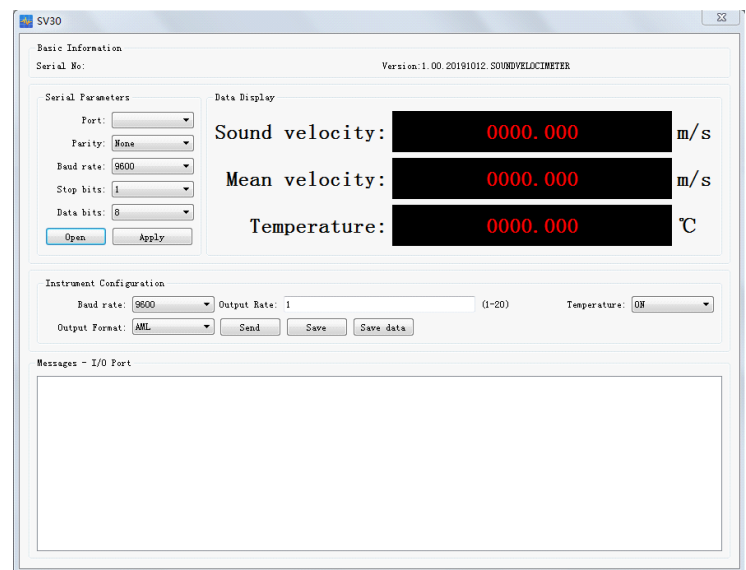 SV30
Basic Information
Serial No: Version:1.00.20191012.SOUNDVELOCIMETER
Serial Parameters
Port:
Parity: None
Baud rate: 9600
Stop bits: 1
Data bits: 8
Open Apply
Data Display
Sound velocity: 0000.000 m/s
Mean velocity: 0000.000 m/s
Temperature: 0000.000 ℃
Instrument Configuration
Baud rate: 9600 Output Rate: 1 (1-20) Temperature: ON
Output Format: AML Send Save Save data
Messages - I/O Port